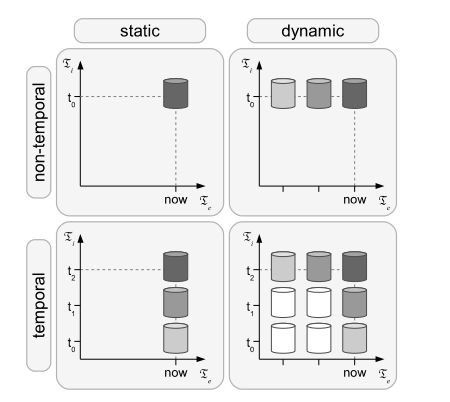 static
dynamic
non-temporal
𝔗i
t0
now
𝔗e
𝔗i
t0
now
𝔗e
temporal
𝔗i
t2
t1
t0
now
𝔗e
𝔗i
t2
t1
t0
now
𝔗e